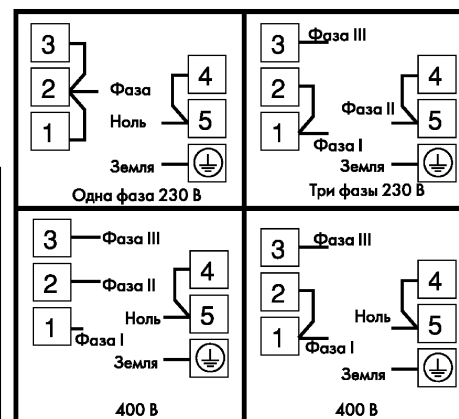 3
2
1
Фаза
Ноль
Земля
4
5
Одна фаза 230 В
3
2
1
Фаза III
Фаза II
Фаза I
Земля
4
5
Три фазы 230 В
3
2
1
Фаза III
Фаза II
Фаза I
Ноль
Земля
4
5
400 В
3
2
1
Фаза III
Фаза I
Ноль
Земля
4
5
400 В